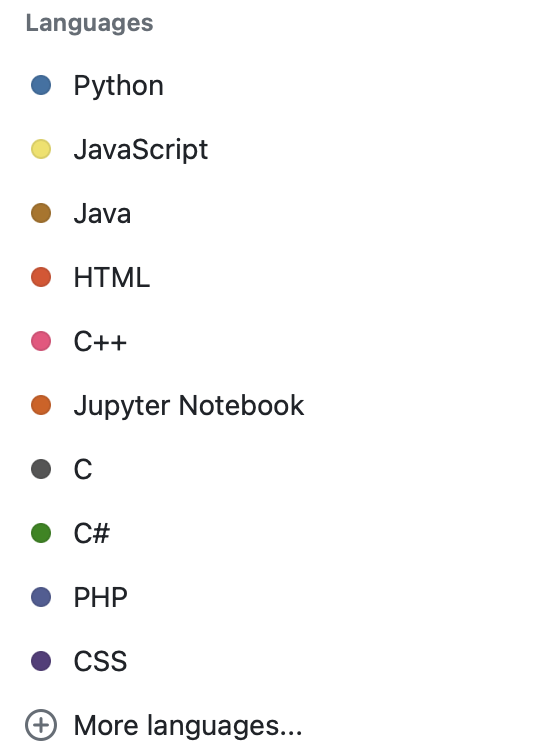 Languages
Python
JavaScript
Java
HTML
C++
Jupyter Notebook
C
C#
PHP
CSS
More languages...